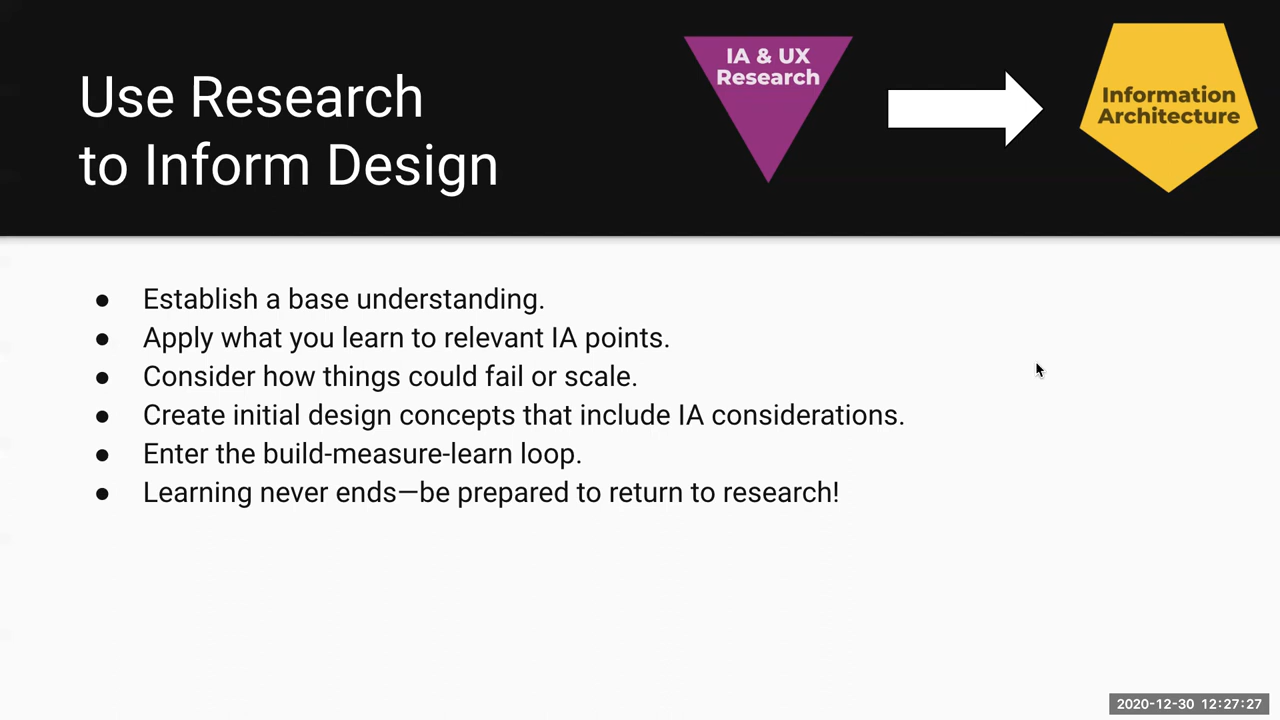 Use Research
to Inform Design
IA & UX
Research
Information
Architecture
● Establish a base understanding.
● Apply what you learn to relevant IA points.
● Consider how things could fail or scale.
● Create initial design concepts that include IA considerations.
● Enter the build-measure-learn loop.
● Learning never ends—be prepared to return to research!
2020-12-30 12:27:27